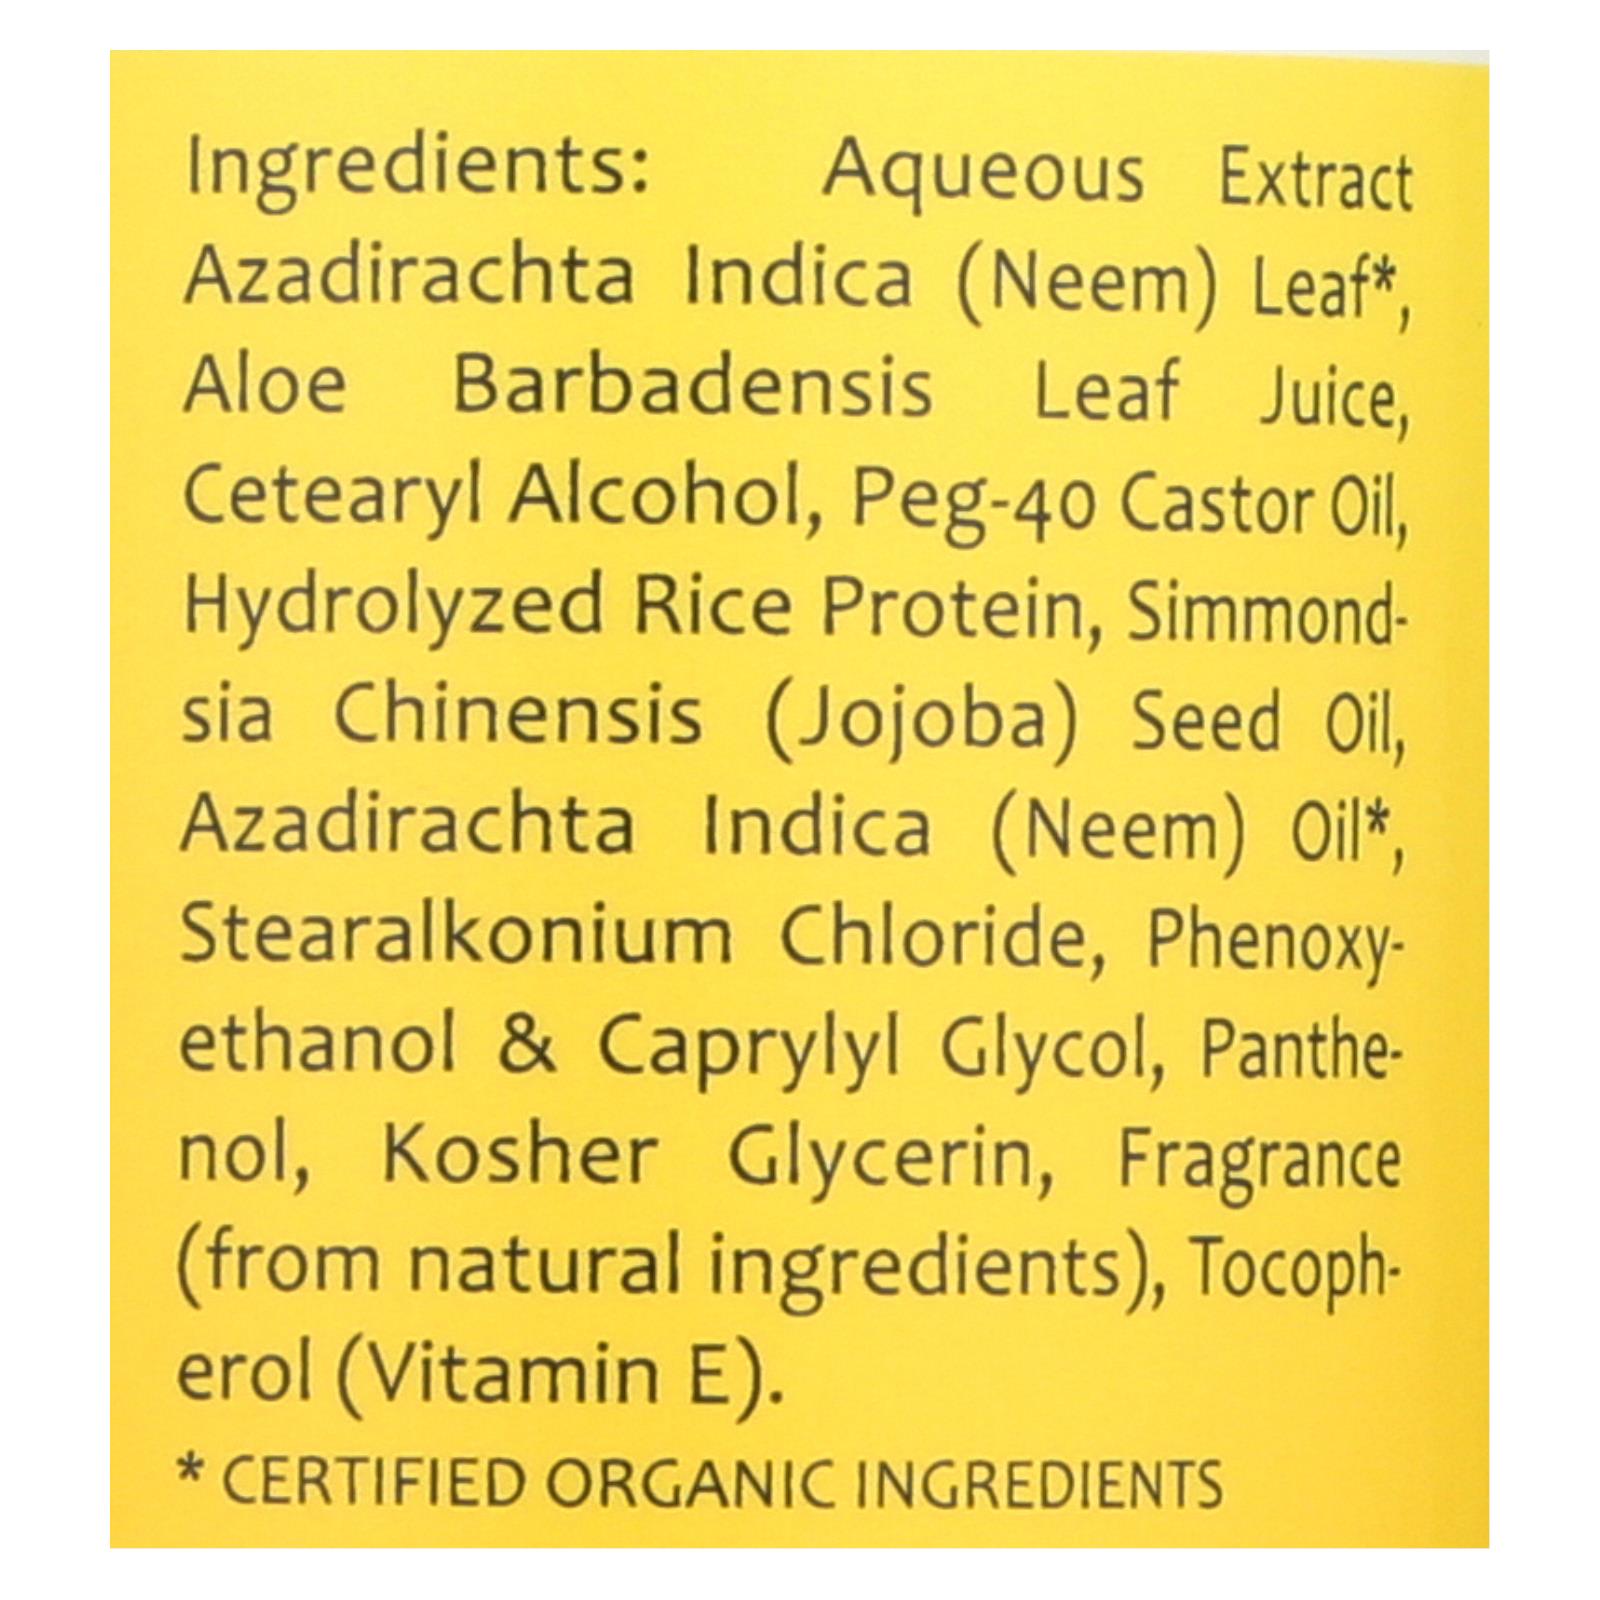 Ingredients: Aqueous Extract
Azadirachta Indica (Neem) Leaf*,
Aloe Barbadensis Leaf Juice,
Cetearyl Alcohol, Peg-40 Castor Oil,
Hydrolyzed Rice Protein, Simmond-
sia Chinensis (Jojoba) Seed Oil,
Azadirachta Indica (Neem) Oil*,
Stearalkonium Chloride, Phenoxy-
ethanol & Caprylyl Glycol, Panthe-
nol, Kosher Glycerin, Fragrance
(from natural ingredients), Tocoph-
erol (Vitamin E).
* CERTIFIED ORGANIC INGREDIENTS